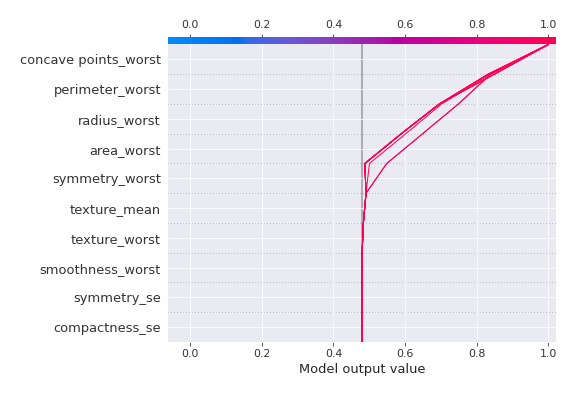 0.0 0.2 0.4 0.6 0.8 1.0
concave points_worst
perimeter_worst
radius_worst
area_worst
symmetry_worst
texture_mean
texture_worst
smoothness_worst
symmetry_se
compactness_se
0.0 0.2 0.4 0.6 0.8 1.0
Model output value